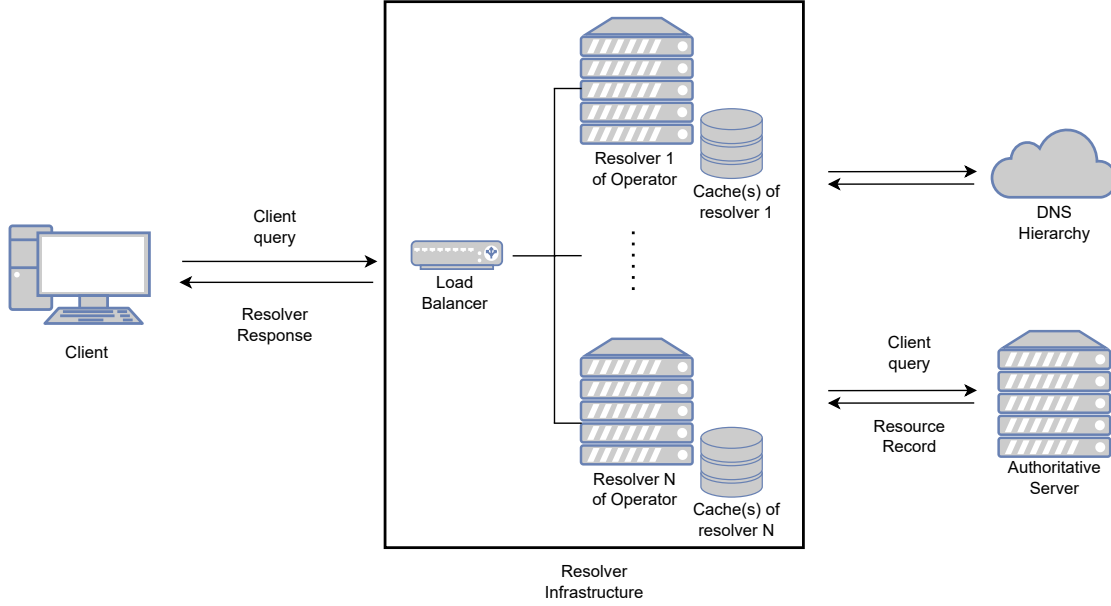 Resolver 1
of Operator
Cache(s) of
resolver 1
DNS
Hierarchy
Client
query
Load
Balancer
Resolver
Response
Client
Client
query
Resource
Record
Authoritative
Server
Resolver N
of Operator
Cache(s) of
resolver N
Resolver
Infrastructure